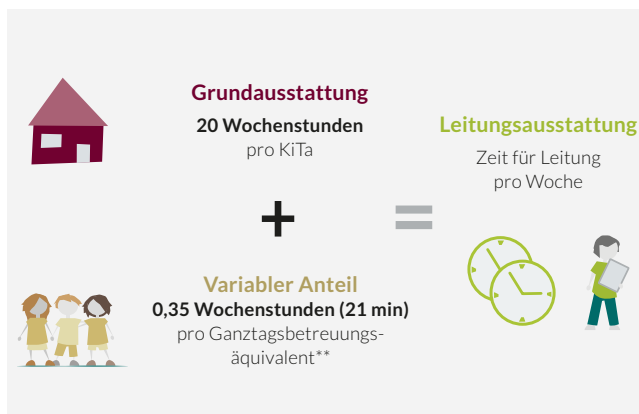 Grundausstattung
20 Wochenstunden
pro KiTa
+
=
Leitungsausstattung
Zeit für Leitung
pro Woche
Variabler Anteil
0,35 Wochenstunden (21 min)
pro Ganztagsbetreuungs-
äquivalent**